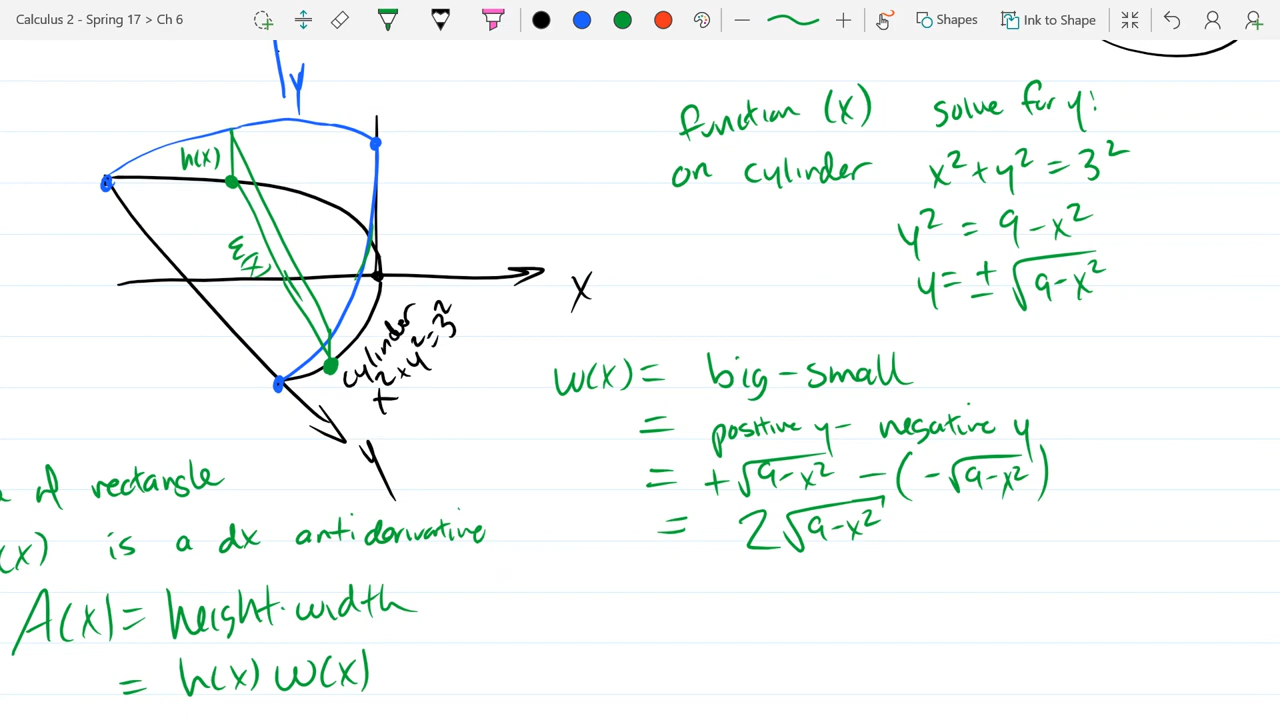 Calculus 2 - Spring 17 > Ch 6
Shapes
Ink to Shape
y
h(x)
x
cylinder
x² + y² = 3²
y
function (x)
on cylinder
solve for y:
x² + y² = 3²
y² = 9 - x²
y = ± √9-x²
w(x) = big - small
= positive y - negative y
= + √9-x² - (-√9-x²)
= 2√9-x²
of rectangle
(x) is a dx antiderivative
A(x) = height · width
= h(x) w(x)